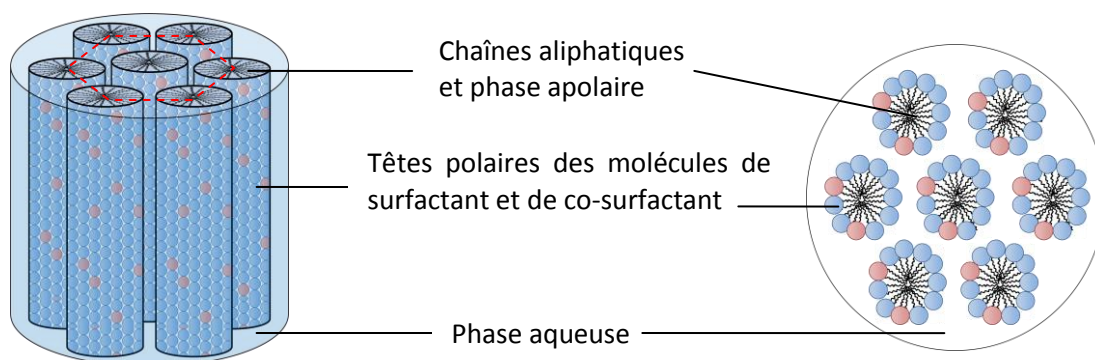 Chaînes aliphatiques
et phase apolaire
Têtes polaires des molécules de
surfactant et de co-surfactant
Phase aqueuse